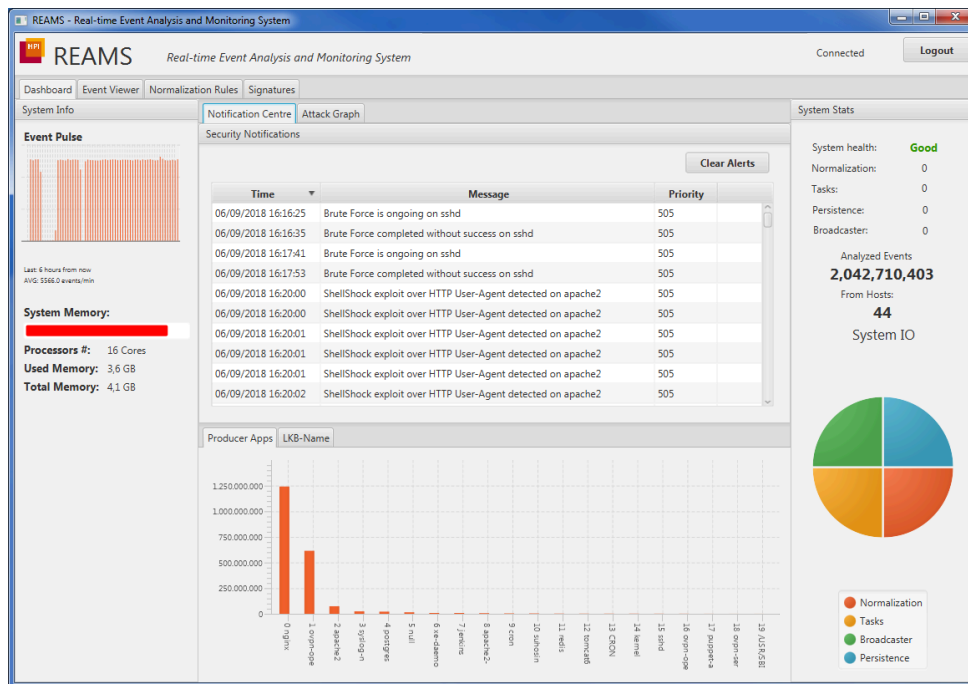 REAMS - Real-time Event Analysis and Monitoring System
HPI
REAMS
Real-time Event Analysis and Monitoring System
Connected
Logout
Dashboard Event Viewer Normalization Rules Signatures
System Info
Event Pulse
Last: 6 hours from now
AVG: 5566.0 events/min
System Memory:
Processors #: 16 Cores
Used Memory: 3,6 GB
Total Memory: 4,1 GB
Notification Centre Attack Graph
Security Notifications
Clear Alerts
Time Message Priority
06/09/2018 16:16:25 Brute Force is ongoing on sshd 505
06/09/2018 16:16:35 Brute Force completed without success on sshd 505
06/09/2018 16:17:41 Brute Force is ongoing on sshd 505
06/09/2018 16:17:53 Brute Force completed without success on sshd 505
06/09/2018 16:20:00 ShellShock exploit over HTTP User-Agent detected on apache2 505
06/09/2018 16:20:00 ShellShock exploit over HTTP User-Agent detected on apache2 505
06/09/2018 16:20:01 ShellShock exploit over HTTP User-Agent detected on apache2 505
06/09/2018 16:20:01 ShellShock exploit over HTTP User-Agent detected on apache2 505
06/09/2018 16:20:01 ShellShock exploit over HTTP User-Agent detected on apache2 505
06/09/2018 16:20:02 ShellShock exploit over HTTP User-Agent detected on apache2 505
Producer Apps LKB-Name
1.250.000.000
1.000.000.000
750.000.000
500.000.000
250.000.000
0
0 nginx
1 ovpn-ope
2 apache2
3 syslog-n
4 postgres
5 null
6 xe-daemo
7 jenkins
8 apache2-
9 cron
10 suhosin
11 redis
12 tomcat6
13 CRON
14 kernel
15 sshd
16 ovpn-ope
17 puppet-a
18 ovpn-ser
19 /USR/SBI
System Stats
System health: Good
Normalization: 0
Tasks: 0
Persistence: 0
Broadcaster: 0
Analyzed Events
2,042,710,403
From Hosts:
44
System IO
Normalization
Tasks
Broadcaster
Persistence